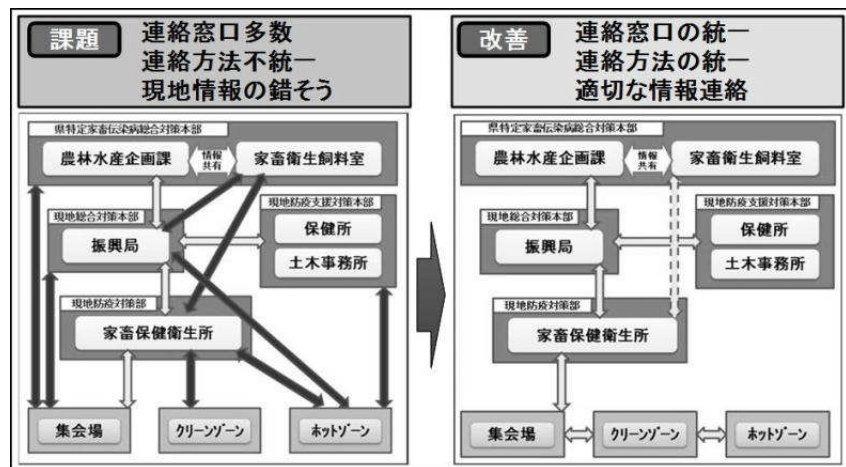 課題
連絡窓口多数
連絡方法不統一
現地情報の錯そう
県特定家畜伝染病総合対策本部
農林水産企画課
情報
共有
家畜衛生飼料室
現地総合対策本部
振興局
現地防疫支援対策本部
保健所
土木事務所
現地防疫対策部
家畜保健衛生所
集会場
クリーンゾーン
ホットゾーン
改善
連絡窓口の統一
連絡方法の統一
適切な情報連絡
県特定家畜伝染病総合対策本部
農林水産企画課
情報
共有
家畜衛生飼料室
現地総合対策本部
振興局
現地防疫支援対策本部
保健所
土木事務所
現地防疫対策部
家畜保健衛生所
集会場
クリーンゾーン
ホットゾーン